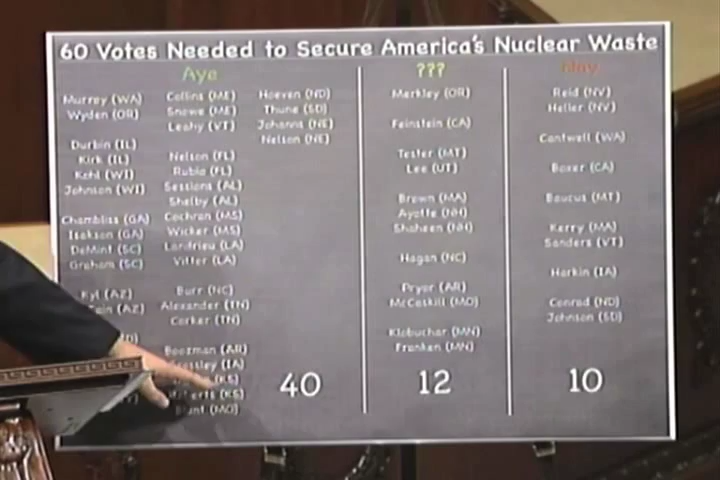 60 Votes Needed to Secure America's Nuclear Waste
Aye
Murray (WA)
Wyden (OR)
Durbin (IL)
Kirk (IL)
Kohl (WI)
Johnson (WI)
Chambliss (GA)
Isakson (GA)
DeMint (SC)
Graham (SC)
Kyl (AZ)
(AZ)
Collins (ME)
Snowe (ME)
Leahy (VT)
Nelson (FL)
Rubio (FL)
Sessions (AL)
Shelby (AL)
Cochran (MS)
Wicker (MS)
Landrieu (LA)
Vitter (LA)
Burr (NC)
Alexander (TN)
Corker (TN)
Boozman (AR)
(IA)
(KS)
(KS)
Blunt (MO)
Hoeven (ND)
Thune (SD)
Johanns (NE)
Nelson (NE)
40
???
Merkley (OR)
Feinstein (CA)
Tester (MT)
Lee (UT)
Brown (MA)
Ayotte (NH)
Shaheen (NH)
Hagan (NC)
Pryor (AR)
McCaskill (MO)
Klobuchar (MN)
Franken (MN)
12
Nay
Reid (NV)
Heller (NV)
Cantwell (WA)
Boxer (CA)
Baucus (MT)
Kerry (MA)
Sanders (VT)
Harkin (IA)
Conrad (ND)
Johnson (SD)
10